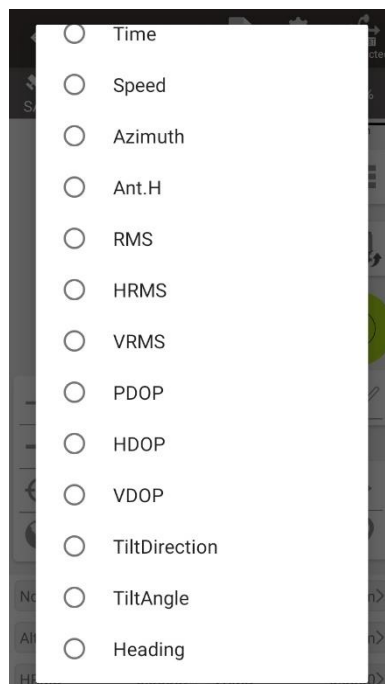 Time
Speed
Azimuth
Ant.H
RMS
HRMS
VRMS
PDOP
HDOP
VDOP
TiltDirection
TiltAngle
Heading